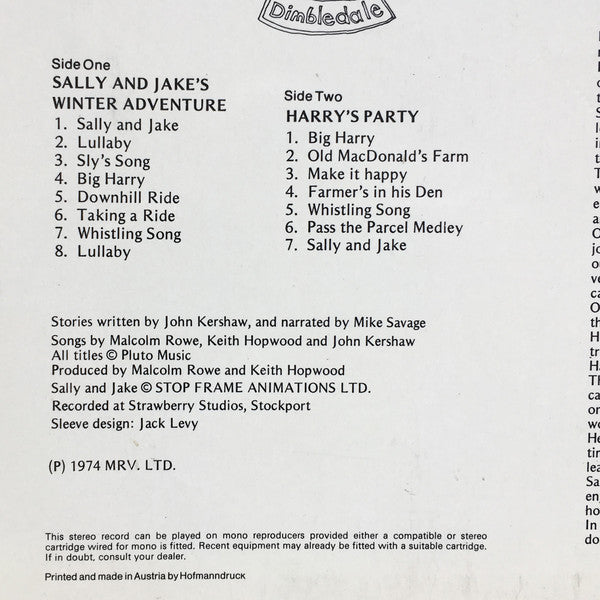 Dimbledale
Side One
SALLY AND JAKE'S
WINTER ADVENTURE
1. Sally and Jake
2. Lullaby
3. Sly's Song
4. Big Harry
5. Downhill Ride
6. Taking a Ride
7. Whistling Song
8. Lullaby
Side Two
HARRY'S PARTY
1. Big Harry
2. Old MacDonald's Farm
3. Make it happy
4. Farmer's in his Den
5. Whistling Song
6. Pass the Parcel Medley
7. Sally and Jake
Stories written by John Kershaw, and narrated by Mike Savage
Songs by Malcolm Rowe, Keith Hopwood and John Kershaw
All titles © Pluto Music
Produced by Malcolm Rowe and Keith Hopwood
Sally and Jake © STOP FRAME ANIMATIONS LTD.
Recorded at Strawberry Studios, Stockport
Sleeve design: Jack Levy
(P) 1974 MRV. LTD.
This stereo record can be played on mono reproducers provided either a compatible or stereo
cartridge wired for mono is fitted. Recent equipment may already be fitted with a suitable cartridge.
If in doubt, consult your dealer.
Printed and made in Austria by Hofmanndruck